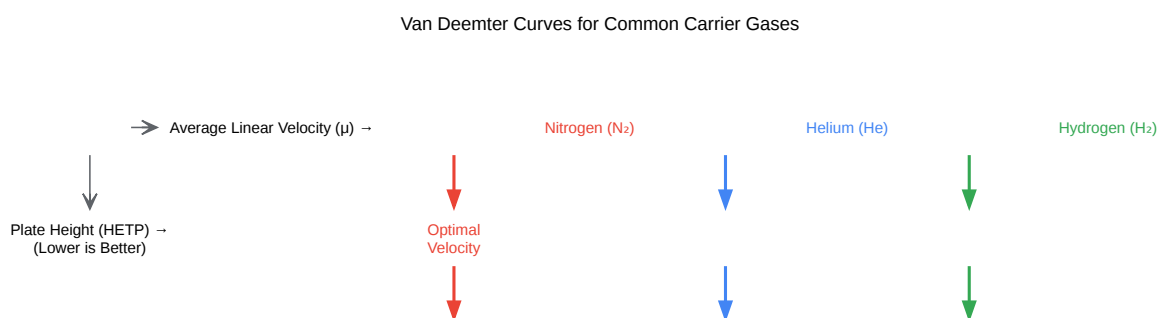 Van Deemter Curves for Common Carrier Gases
Average Linear Velocity (μ) →
Nitrogen (N₂)
Helium (He)
Hydrogen (H₂)
Plate Height (HETP) →
(Lower is Better)
Optimal
Velocity